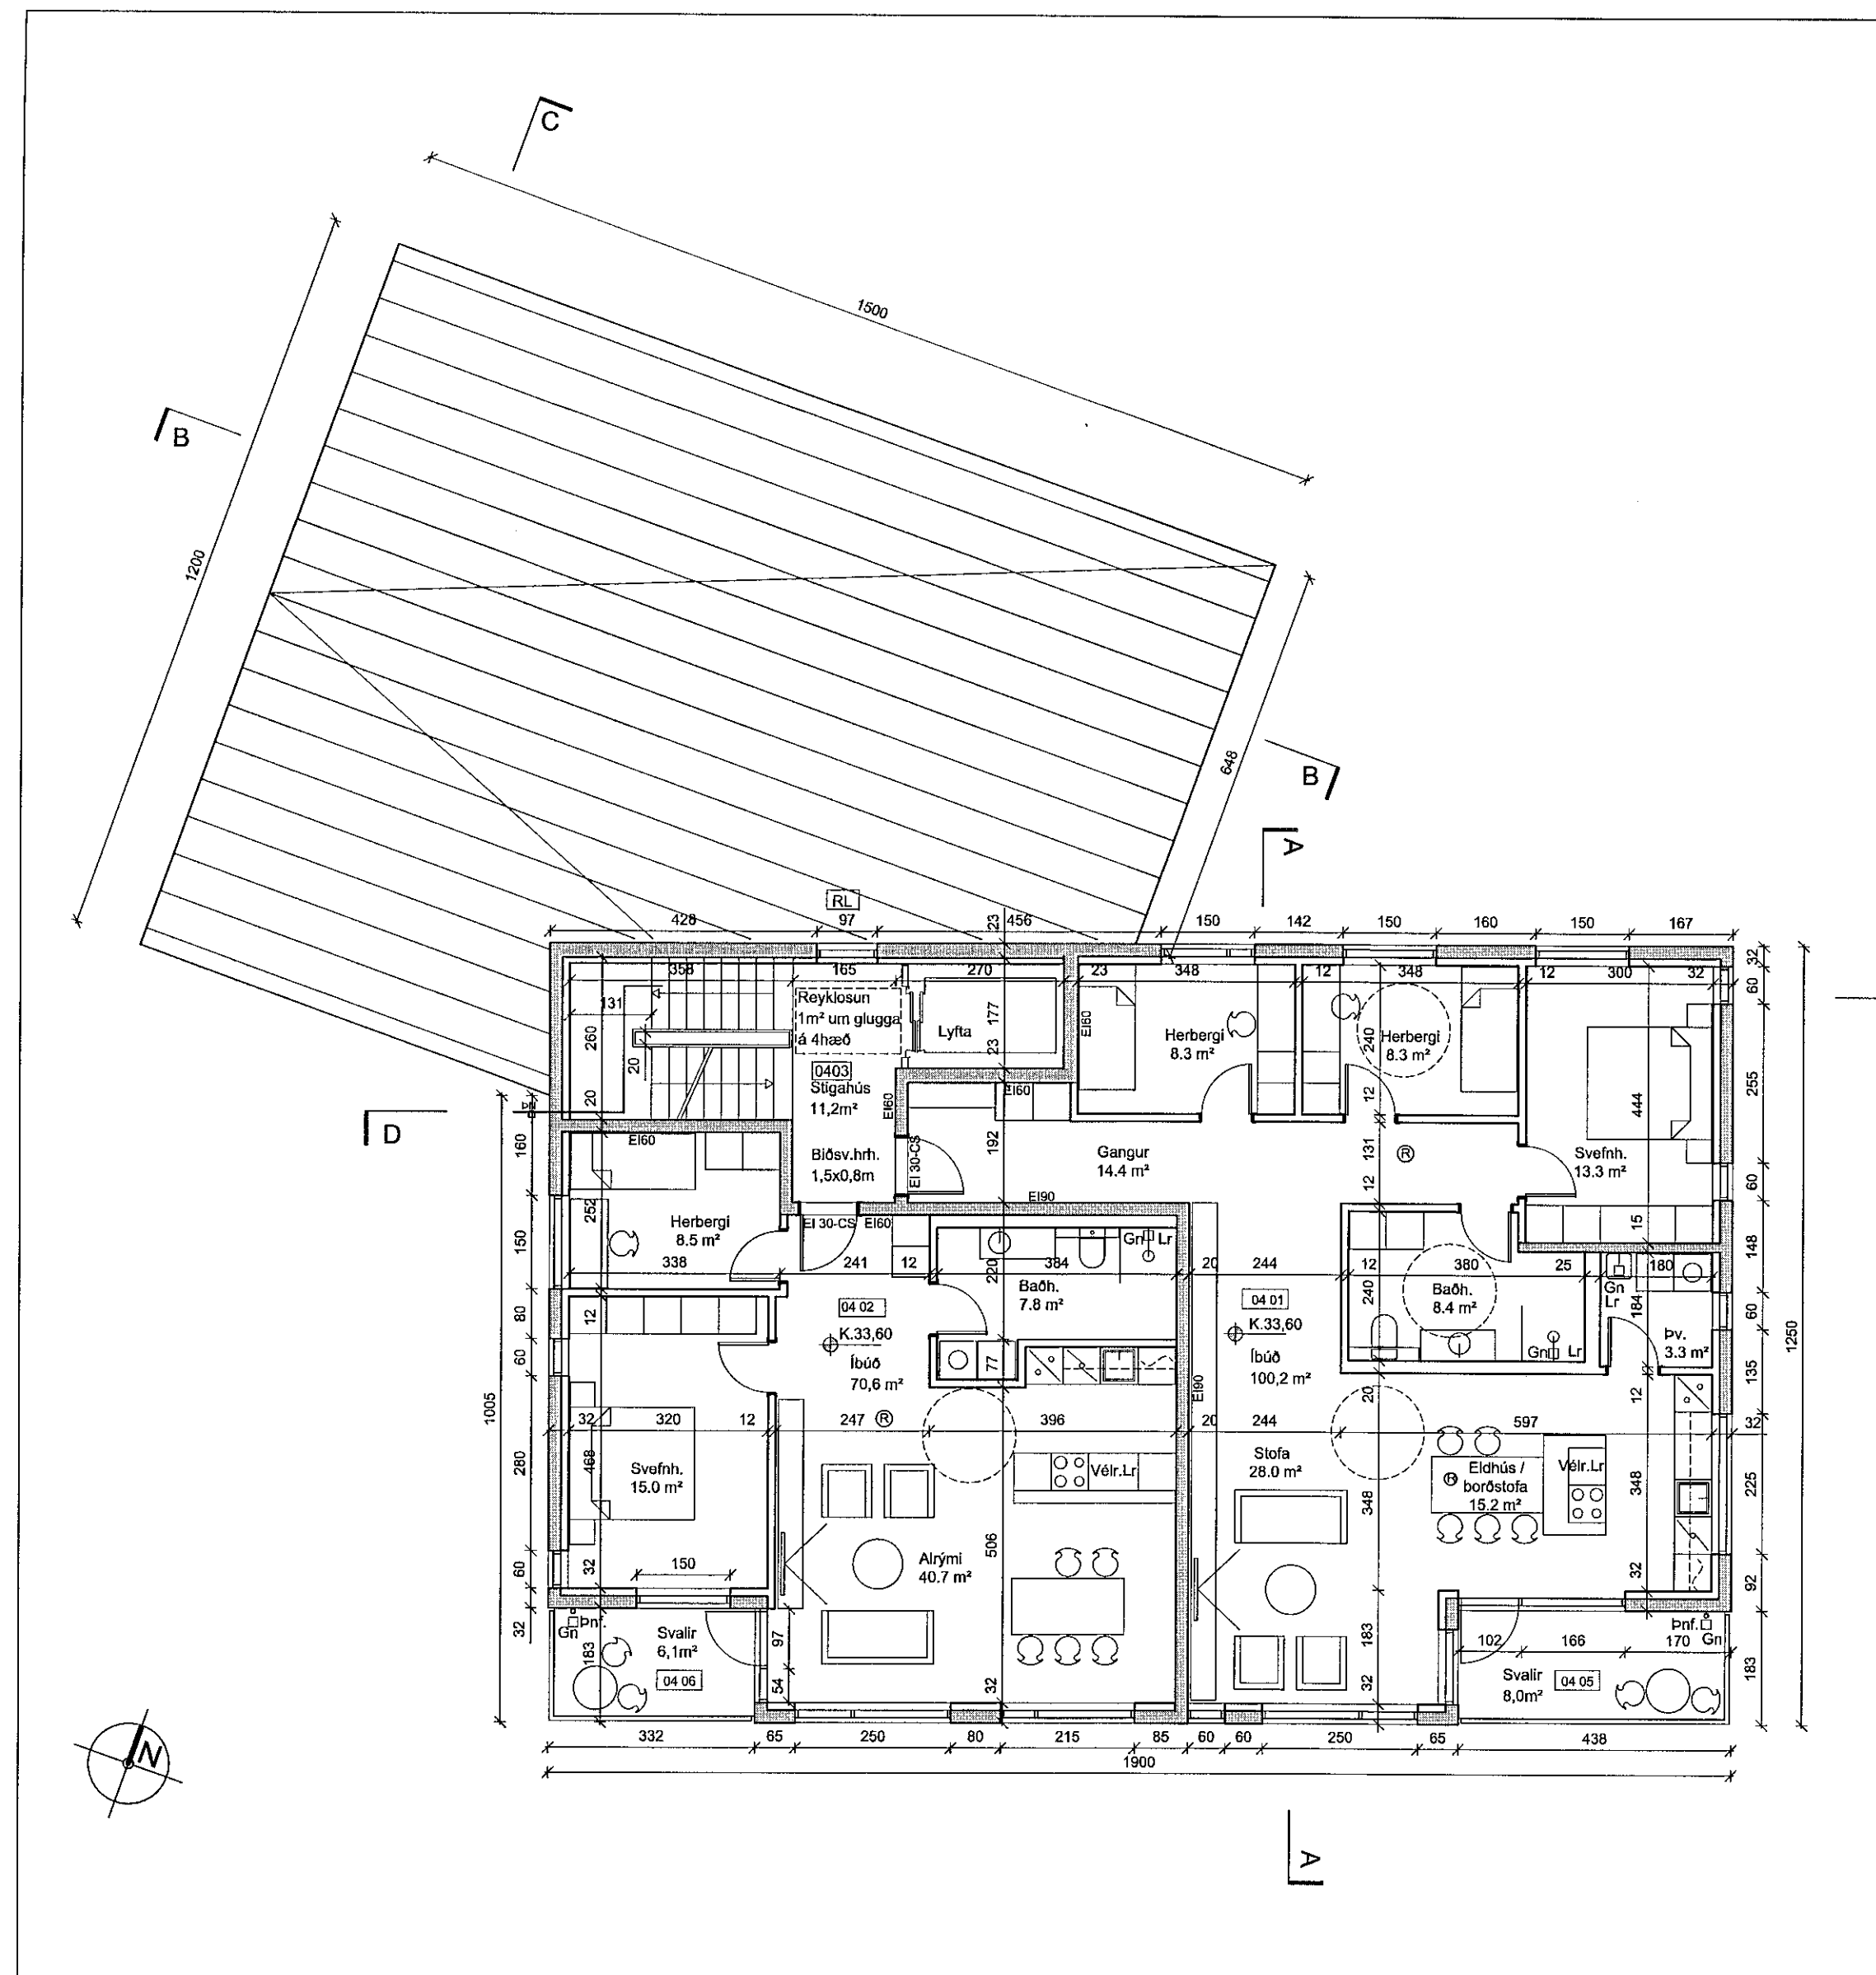 C
1500
1200
B
648
B
A
RL
428
97
23
456
150
142
150
160
150
167
32
358
165
270
23
348
12
348
12
300
32
60
131
Reyklosun
1m² um glugga
á 4hæð
Lyfta
177
23
260
20
20
EI60
Herbergi
8.3 m²
240
Herbergi
8.3 m²
12
444
255
0403
Stigahús
11,2m²
EI60
EI60
D
ÞN
160
EI60
Biðsv.hrh.
1,5x0,8m
EI 30-CS
192
Gangur
14.4 m²
131
R
Svefnh.
13.3 m²
60
12
EI90
252
Herbergi
8.5 m²
EI 30-CS
EI60
150
338
241
12
220
384
Gn
Lr
20
244
12
380
25
180
15
148
Baðh.
7.8 m²
04 02
K.33,60
Íbúð
70,6 m²
77
04 01
K.33,60
Íbúð
100,2 m²
EI90
240
Baðh.
8.4 m²
Gn
Lr
Gn
Lr
184
Þv.
3.3 m²
60
1250
135
80
12
60
1005
32
320
12
247
R
396
20
244
20
597
12
32
280
468
Svefnh.
15.0 m²
Vélr.Lr
Stofa
28.0 m²
348
R
Eldhús /
borðstofa
15.2 m²
Vélr.Lr
348
225
60
32
150
506
Alrými
40.7 m²
32
92
32
Gn
Þnf.
183
Svalir
6,1m²
04 06
97
54
32
183
32
102
166
170
Þnf.
Gn
Svalir
8,0m²
04 05
183
332
65
250
80
215
85
60
60
250
65
438
1900
N
A